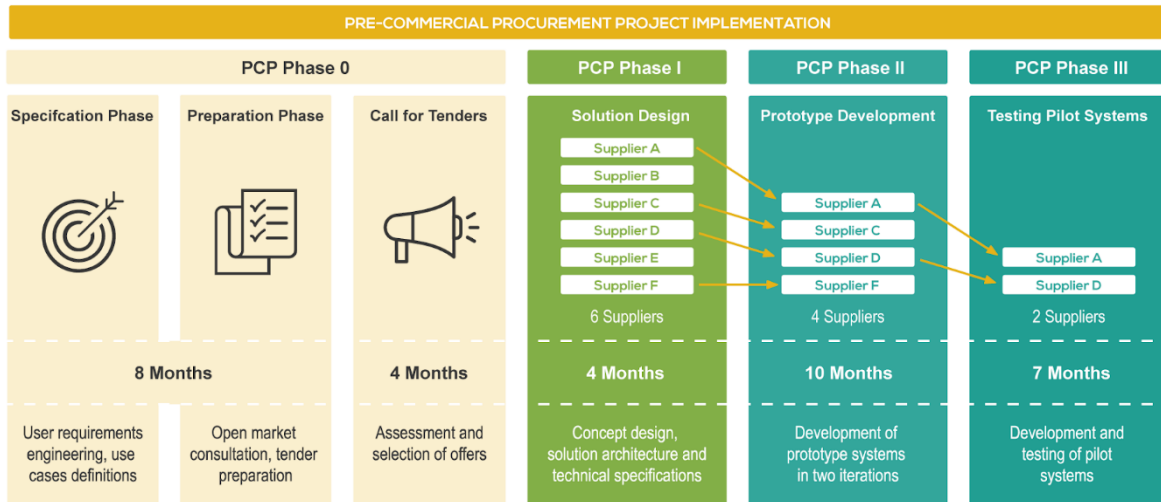 PRE-COMMERCIAL PROCUREMENT PROJECT IMPLEMENTATION
PCP Phase 0
Specifcation Phase
Preparation Phase
Call for Tenders
8 Months
4 Months
User requirements
engineering, use
cases definitions
Open market
consultation, tender
preparation
Assessment and
selection of offers
PCP Phase I
Solution Design
Supplier A
Supplier B
Supplier C
Supplier D
Supplier E
Supplier F
6 Suppliers
4 Months
Concept design,
solution architecture and
technical specifications
PCP Phase II
Prototype Development
Supplier A
Supplier C
Supplier D
Supplier F
4 Suppliers
10 Months
Development of
prototype systems
in two iterations
PCP Phase III
Testing Pilot Systems
Supplier A
Supplier D
2 Suppliers
7 Months
Development and
testing of pilot
systems